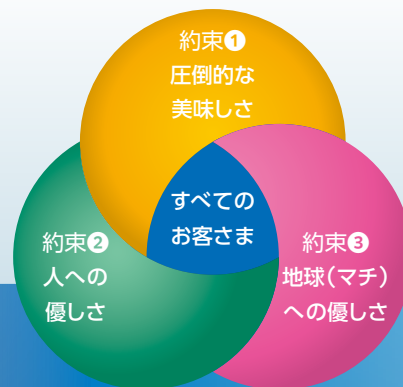 約束❶
圧倒的な
美味しさ
すべての
お客さま
約束❷
人への
優しさ
約束❸
地球（マチ）
への優しさ